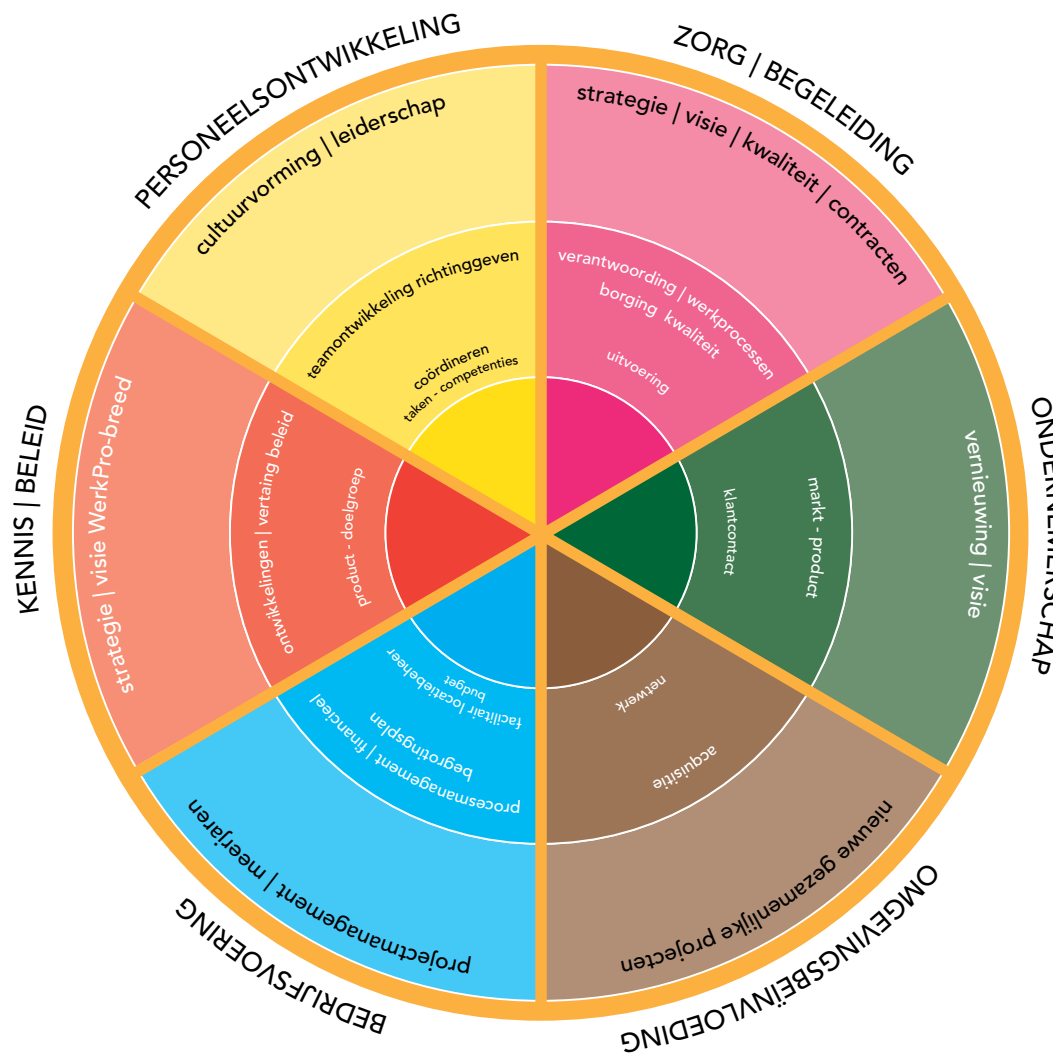 PERSONEELSONTWIKKELING
cultuurvorming | leiderschap
teamontwikkeling richtinggeven
coördineren
taken - competenties
ZORG | BEGELEIDING
strategie | visie | kwaliteit | contracten
verantwoording | werkprocessen
borging kwaliteit
uitvoering
ONDERNEMERSCHAP
vernieuwing | visie
markt - product
klantcontact
OMGEVINGSBEÏNVLOEDING
nieuwe gezamenlijke projecten
acquisitie
netwerk
BEDRIJFSVOERING
projectmanagement | meerjaren
procesmanagement | financieel
begrotingsplan
facilitair locatiebeheer
budget
KENNIS | BELEID
strategie | visie WerkPro-breed
ontwikkelingen | vertaing beleid
product - doelgroep